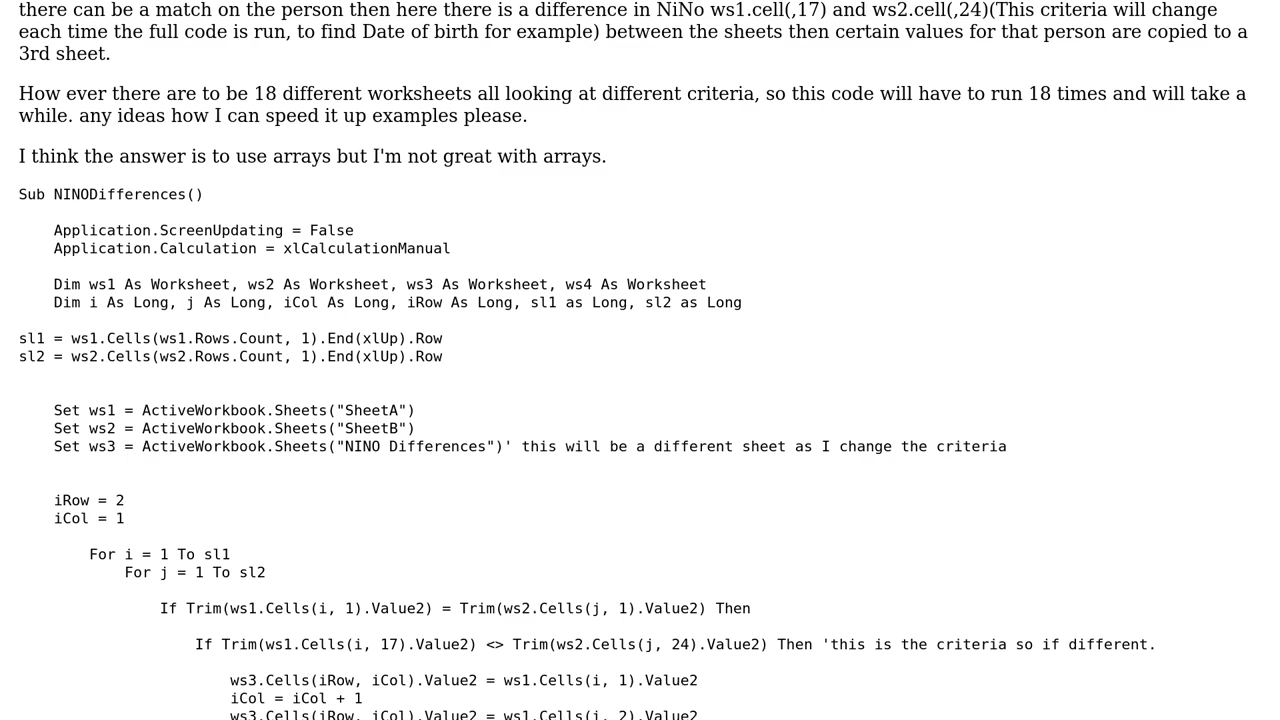 there can be a match on the person then here there is a difference in NiNo ws1.cell(,17) and ws2.cell(,24)(This criteria will change
each time the full code is run, to find Date of birth for example) between the sheets then certain values for that person are copied to a
3rd sheet.
How ever there are to be 18 different worksheets all looking at different criteria, so this code will have to run 18 times and will take a
while. any ideas how I can speed it up examples please.
I think the answer is to use arrays but I'm not great with arrays.
Sub NINODifferences()
    Application.ScreenUpdating = False
    Application.Calculation = xlCalculationManual
    Dim ws1 As Worksheet, ws2 As Worksheet, ws3 As Worksheet, ws4 As Worksheet
    Dim i As Long, j As Long, iCol As Long, iRow As Long, sl1 as Long, sl2 as Long
sl1 = ws1.Cells(ws1.Rows.Count, 1).End(xlUp).Row
sl2 = ws2.Cells(ws2.Rows.Count, 1).End(xlUp).Row
    Set ws1 = ActiveWorkbook.Sheets("SheetA")
    Set ws2 = ActiveWorkbook.Sheets("SheetB")
    Set ws3 = ActiveWorkbook.Sheets("NINO Differences")' this will be a different sheet as I change the criteria
    iRow = 2
    iCol = 1
        For i = 1 To sl1
            For j = 1 To sl2
                If Trim(ws1.Cells(i, 1).Value2) = Trim(ws2.Cells(j, 1).Value2) Then
                    If Trim(ws1.Cells(i, 17).Value2) <> Trim(ws2.Cells(j, 24).Value2) Then 'this is the criteria so if different.
                        ws3.Cells(iRow, iCol).Value2 = ws1.Cells(i, 1).Value2
                        iCol = iCol + 1
                        ws3.Cells(iRow, iCol).Value2 = ws1.Cells(i, 2).Value2